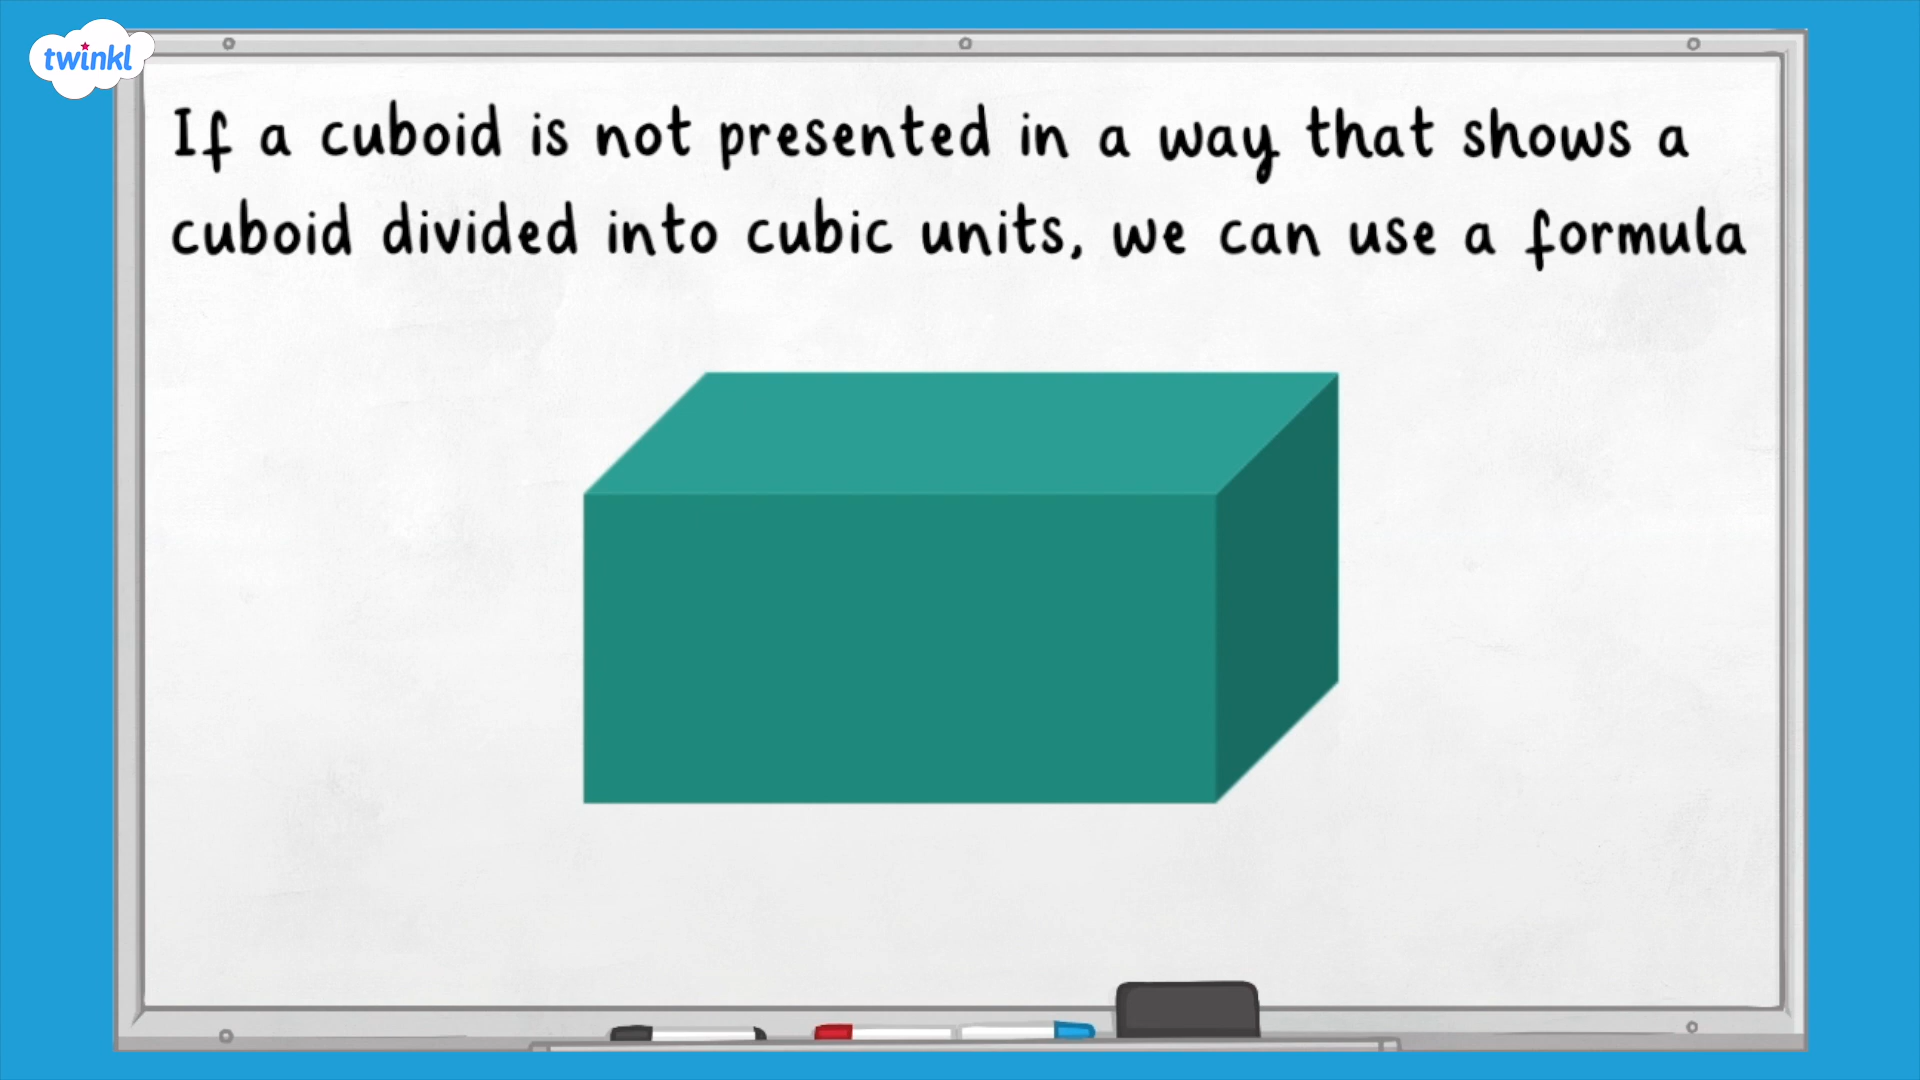 twinkl
If a cuboid is not presented in a way that shows a
cuboid divided into cubic units, we can use a formula